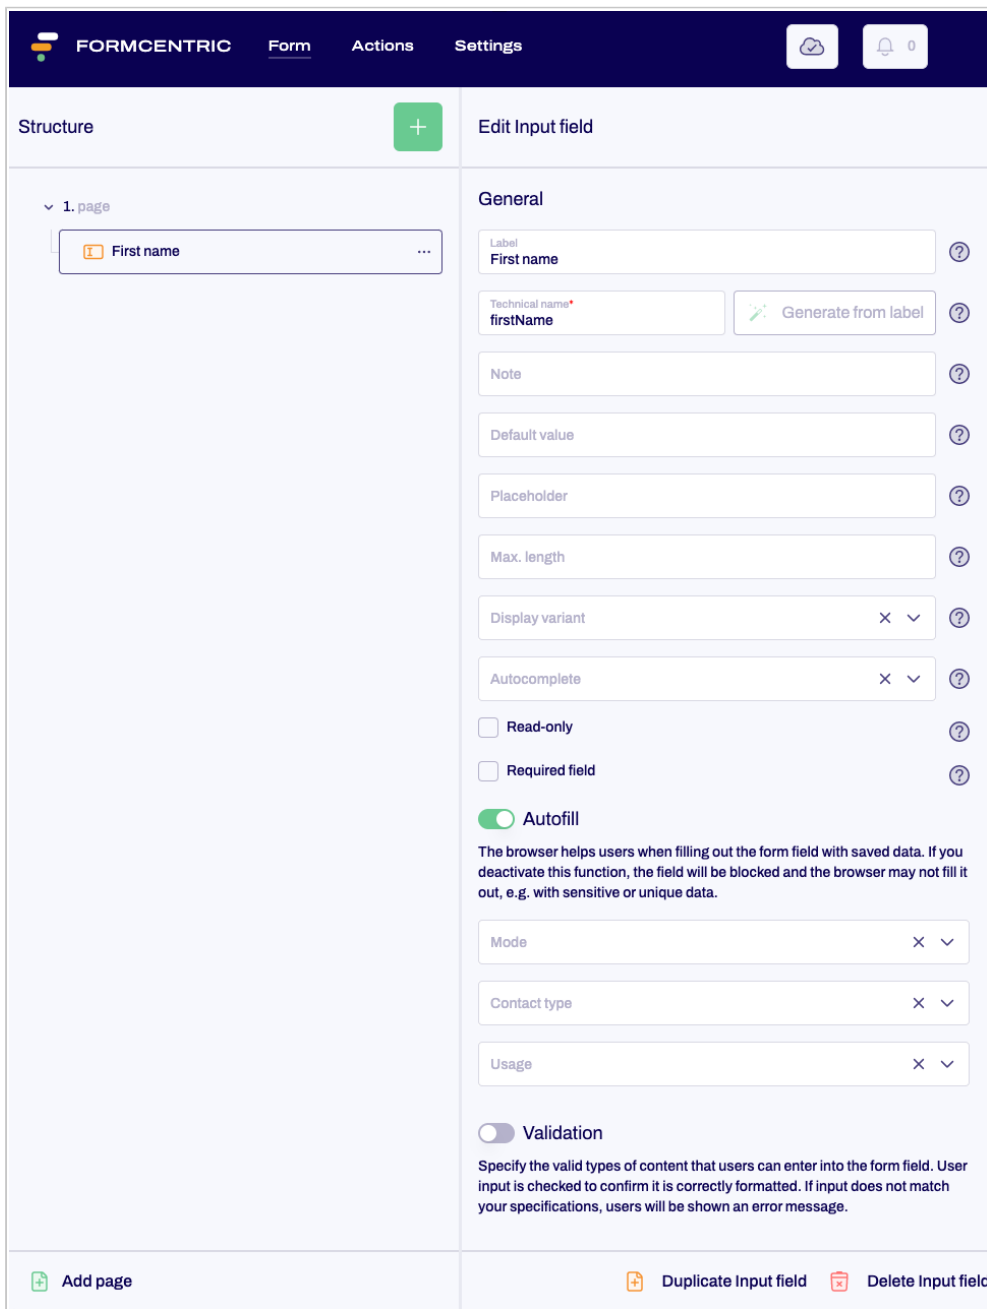 FORMCENTRIC Form Actions Settings 0
Structure
Edit Input field
1. page
First name
General
Label
First name
Technical name*
firstName
Generate from label
Note
Default value
Placeholder
Max. length
Display variant
Autocomplete
Read-only
Required field
Autofill
The browser helps users when filling out the form field with saved data. If you
deactivate this function, the field will be blocked and the browser may not fill it
out, e.g. with sensitive or unique data.
Mode
Contact type
Usage
Validation
Specify the valid types of content that users can enter into the form field. User
input is checked to confirm it is correctly formatted. If input does not match
your specifications, users will be shown an error message.
Add page
Duplicate Input field
Delete Input field